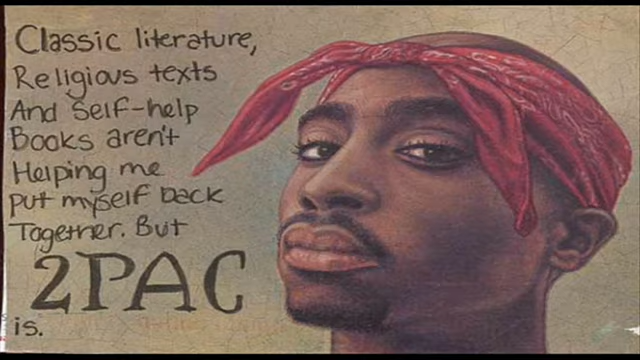 Classic literature,
Religious texts
And Self-help
Books aren't
Helping me
put myself back
Together. But
2PAC
is.